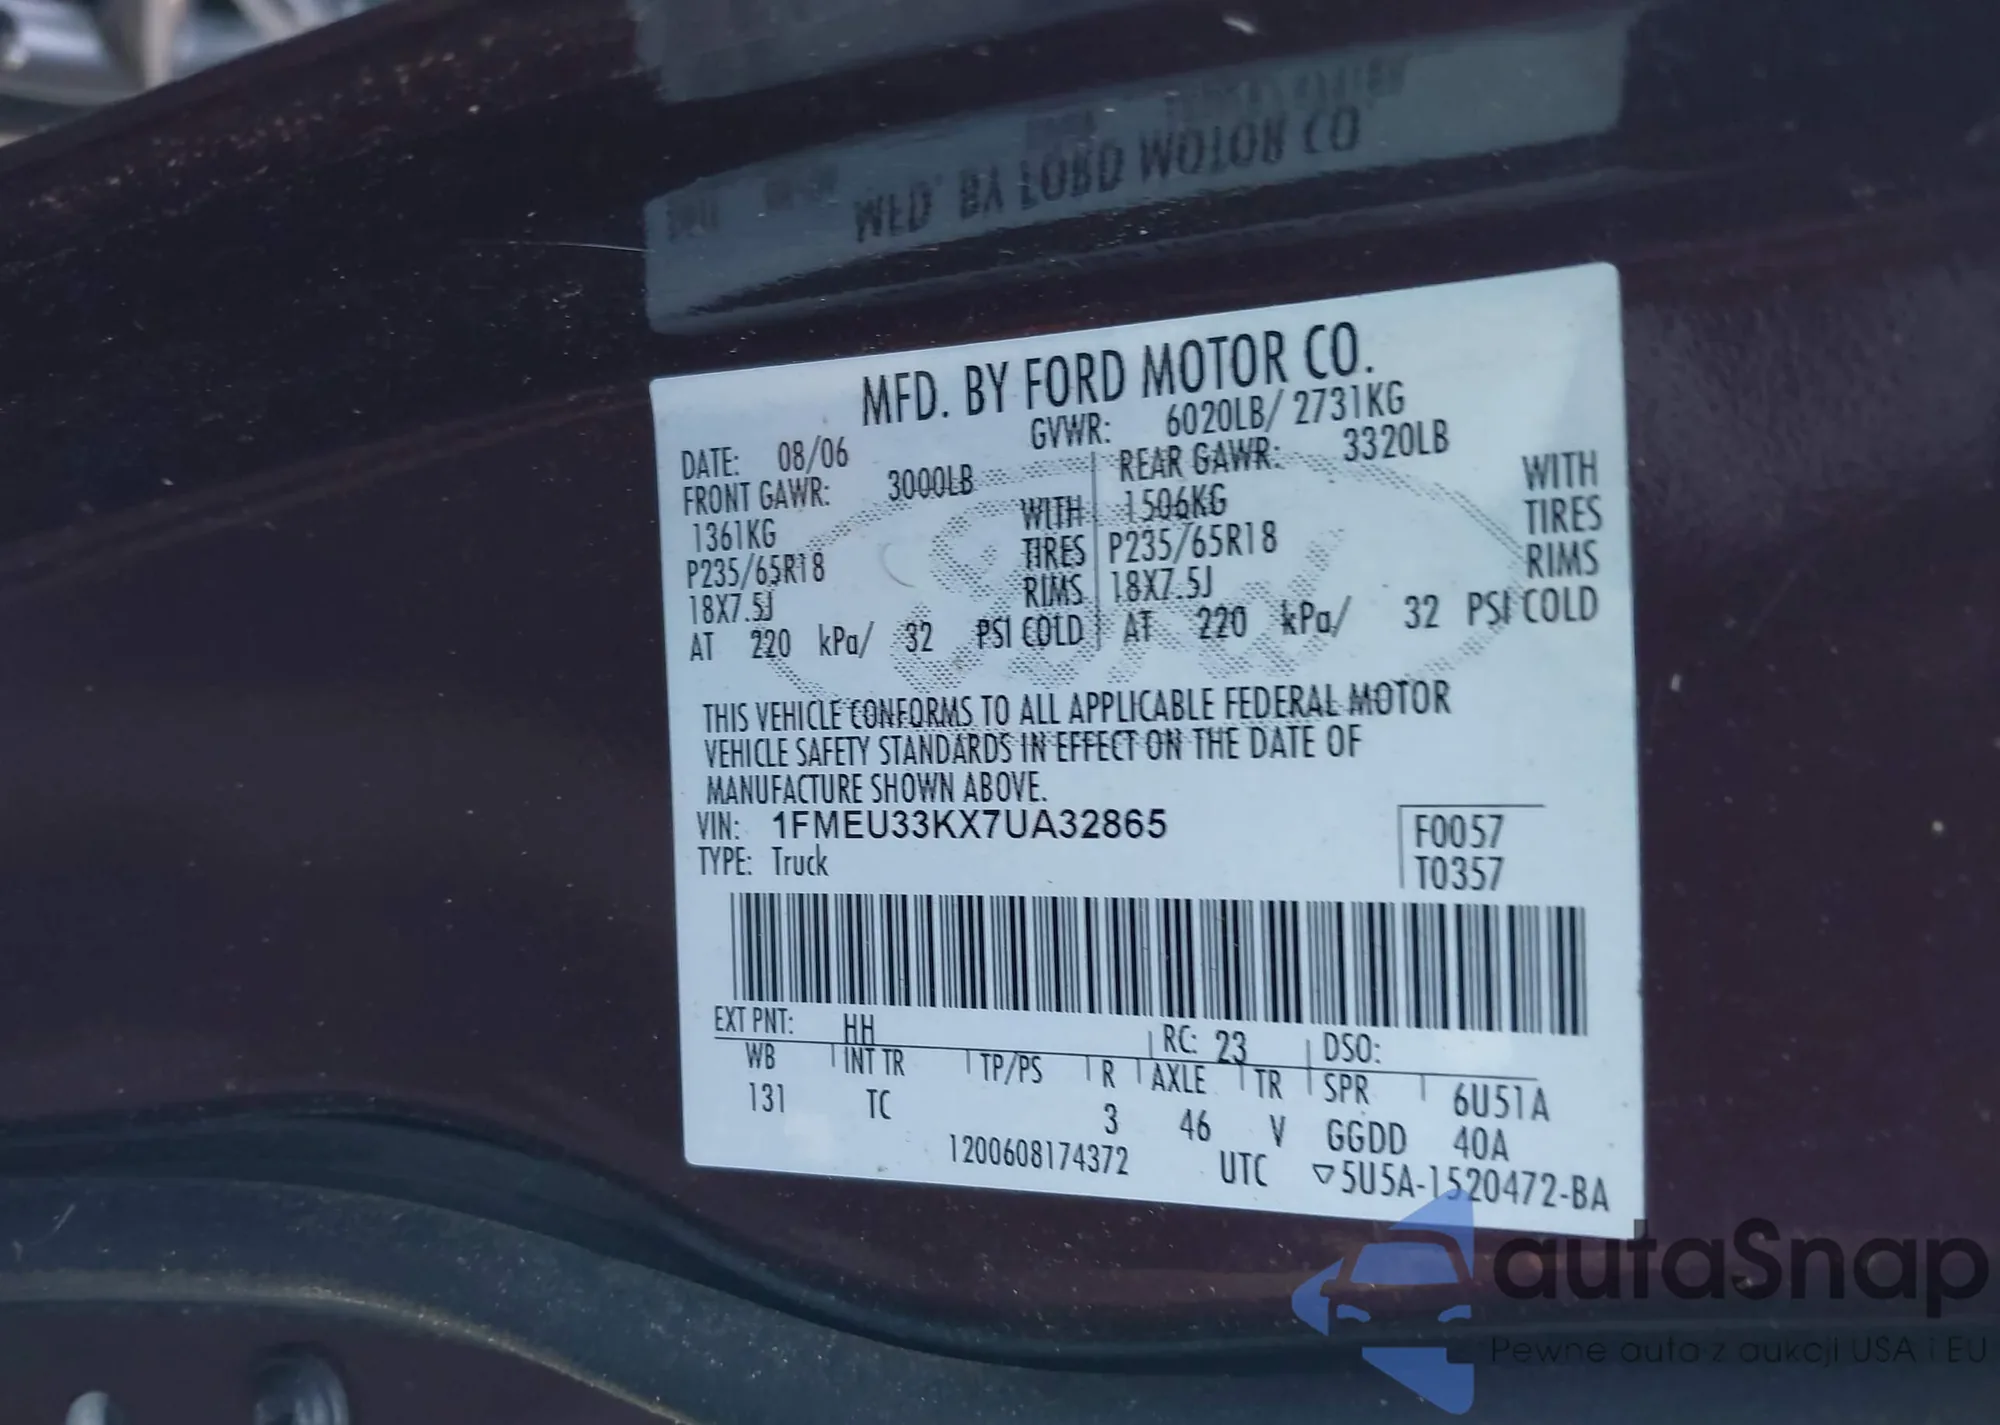 MFD. BY FORD MOTOR CO.
DATE: 08/06 GVWR: 6020LB/ 2731KG
FRONT GAWR: 3000LB REAR GAWR: 3320LB
1361KG WITH 1506KG WITH
P235/65R18 TIRES P235/65R18 TIRES
18X7.5J RIMS 18X7.5J RIMS
AT 220 kPa/ 32 PSI COLD AT 220 kPa/ 32 PSI COLD
THIS VEHICLE CONFORMS TO ALL APPLICABLE FEDERAL MOTOR
VEHICLE SAFETY STANDARDS IN EFFECT ON THE DATE OF
MANUFACTURE SHOWN ABOVE.
VIN: 1FMEU33KX7UA32865 F0057
TYPE: Truck T0357
EXT PNT: HH RC: 23 DSO:
WB INT TR TP/PS R AXLE TR SPR 6U51A
131 TC 3 46 V GGDD 40A
1200608174372 UTC ▽5U5A-1520472-BA
autaSnap
Pewne auta z aukcji USA i EU